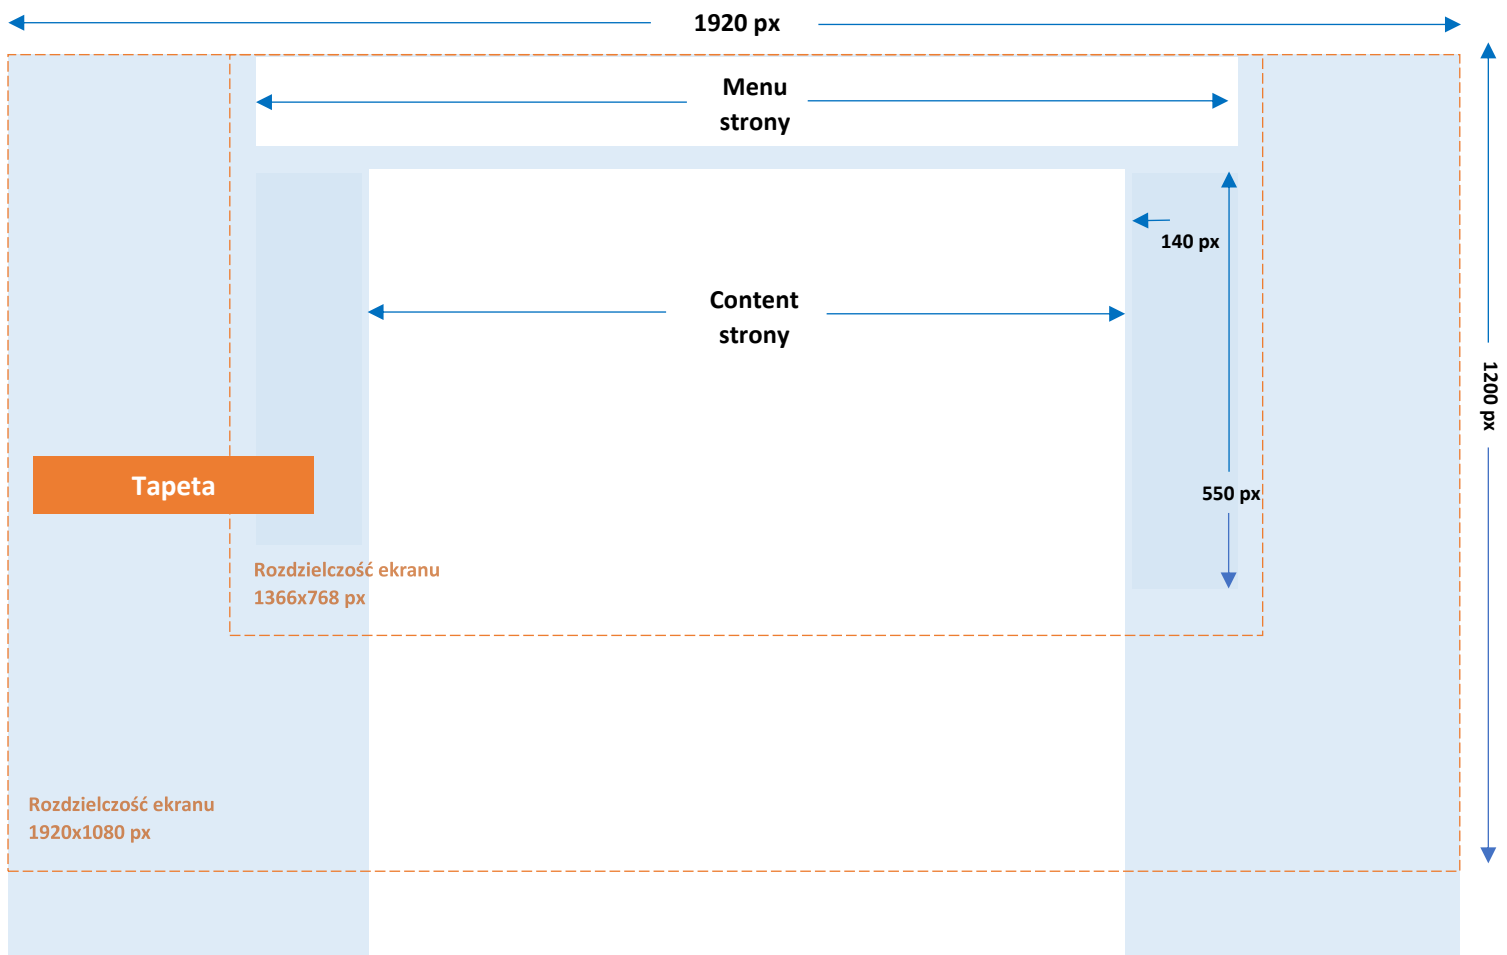 1920 px
Menu
strony
140 px
Content
strony
1200 px
Tapeta
550 px
Rozdzielczość ekranu
1366x768 px
Rozdzielczość ekranu
1920x1080 px